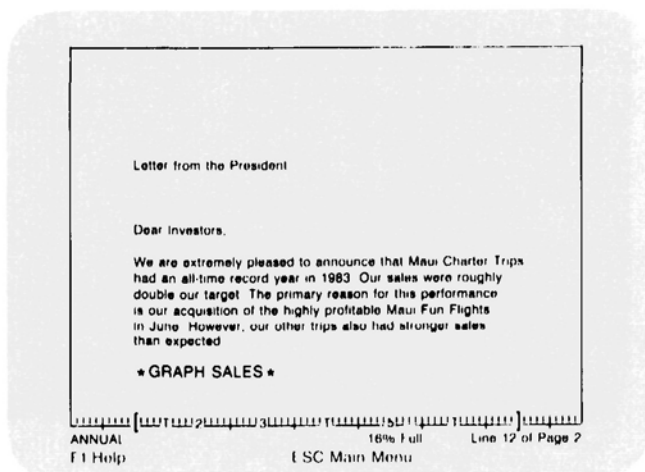 Letter from the President
Dear Investors,
We are extremely pleased to announce that Maui Charter Trips
had an all-time record year in 1983. Our sales were roughly
double our target. The primary reason for this performance
is our acquisition of the highly profitable Maui Fun Flights
in June. However, our other trips also had stronger sales
than expected
★GRAPH SALES★
[ T 2 3 T 5 T ]
ANNUAL 16% Full Line 12 of Page 2
F1 Help ESC Main Menu